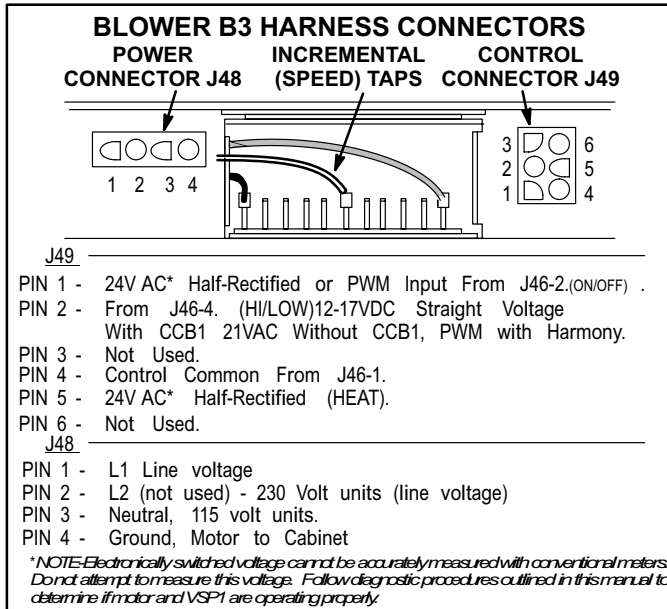 BLOWER B3 HARNESS CONNECTORS
POWER CONNECTOR J48
INCREMENTAL (SPEED) TAPS
CONTROL CONNECTOR J49
1 2 3 4
3 6
2 5
1 4
J49
PIN 1 - 24V AC* Half-Rectified or PWM Input From J46-2.(ON/OFF) .
PIN 2 - From J46-4. (HI/LOW)12-17VDC Straight Voltage
With CCB1 21VAC Without CCB1, PWM with Harmony.
PIN 3 - Not Used.
PIN 4 - Control Common From J46-1.
PIN 5 - 24V AC* Half-Rectified (HEAT).
PIN 6 - Not Used.
J48
PIN 1 - L1 Line voltage
PIN 2 - L2 (not used) - 230 Volt units (line voltage)
PIN 3 - Neutral, 115 volt units.
PIN 4 - Ground, Motor to Cabinet
*NOTE-Electronically switched voltage cannot be accurately measured with conventional meters.
Do not attempt to measure this voltage. Follow diagnostic procedures outlined in this manual to
determine if motor and VSP1 are operating properly.